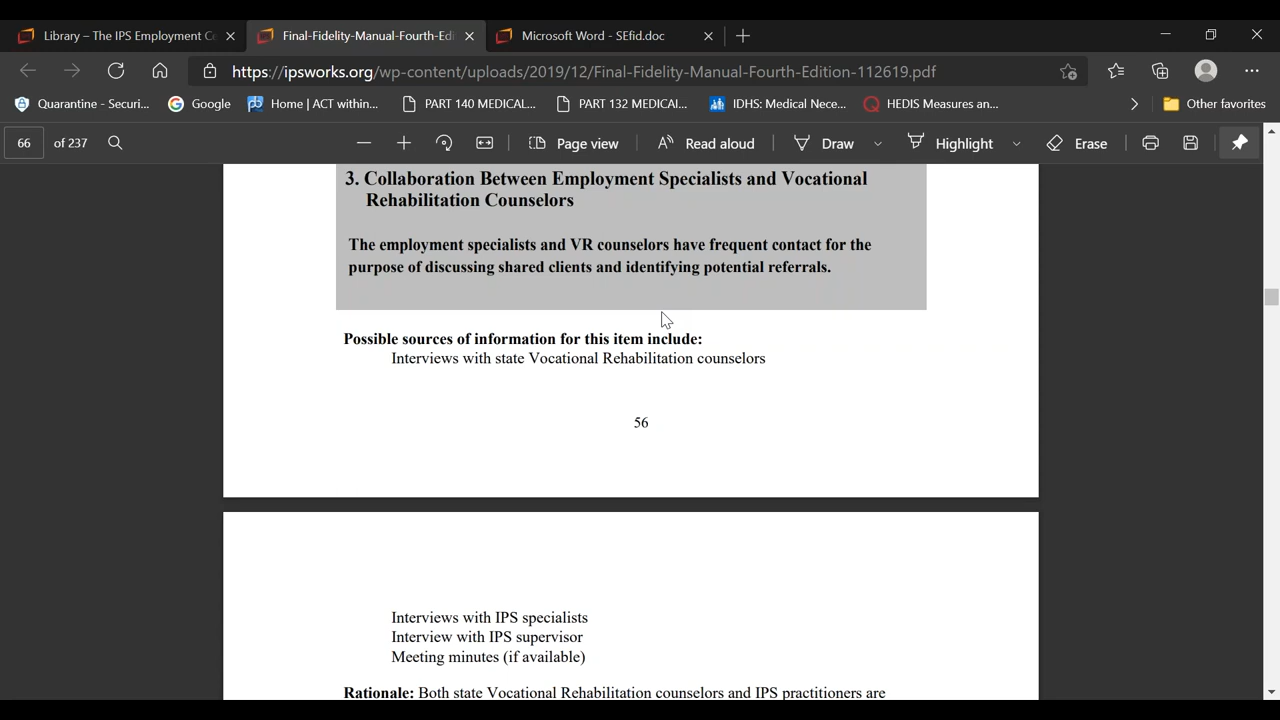 Library – The IPS Employment Ce
Final-Fidelity-Manual-Fourth-Edi
Microsoft Word - SEfid.doc
https://ipsworks.org/wp-content/uploads/2019/12/Final-Fidelity-Manual-Fourth-Edition-112619.pdf
Quarantine - Securi...
Google
Home | ACT within...
PART 140 MEDICAL...
PART 132 MEDICAI...
IDHS: Medical Nece...
HEDIS Measures an...
Other favorites
66 of 237
Page view
Read aloud
Draw
Highlight
Erase
3. Collaboration Between Employment Specialists and Vocational
Rehabilitation Counselors
The employment specialists and VR counselors have frequent contact for the
purpose of discussing shared clients and identifying potential referrals.
Possible sources of information for this item include:
Interviews with state Vocational Rehabilitation counselors
56
Interviews with IPS specialists
Interview with IPS supervisor
Meeting minutes (if available)
Rationale: Both state Vocational Rehabilitation counselors and IPS practitioners are